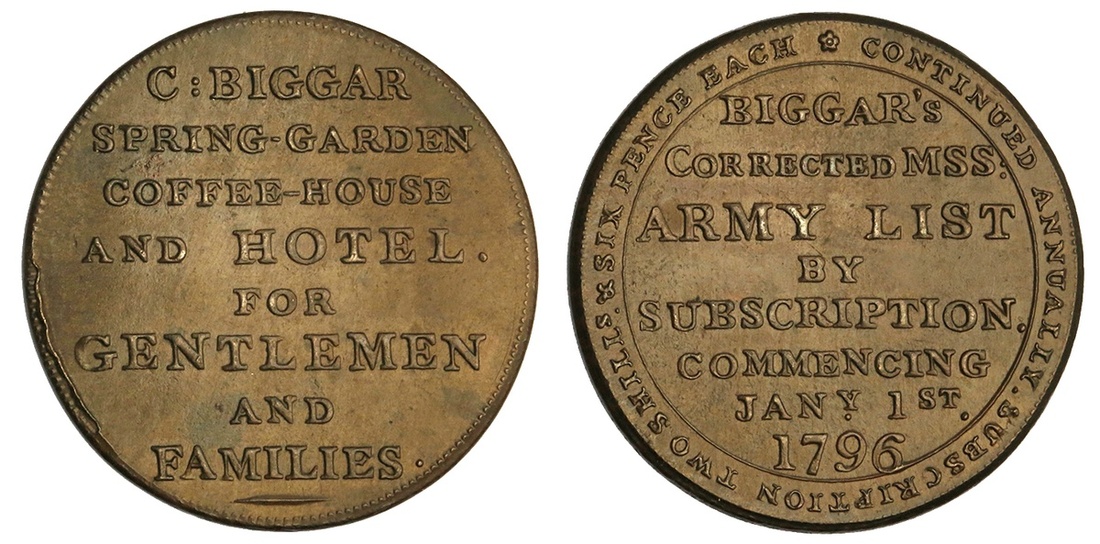 C : BIGGAR
SPRING-GARDEN
COFFEE-HOUSE
AND HOTEL.
FOR
GENTLEMEN
AND
FAMILIES.
CONTINUED ANNUALLY. SUBSCRIPTION TWO SHILLS. & SIX PENCE EACH
BIGGAR'S
CORRECTED MSS:
ARMY LIST
BY
SUBSCRIPTION.
COMMENCING
JANY. 1ST.
1796